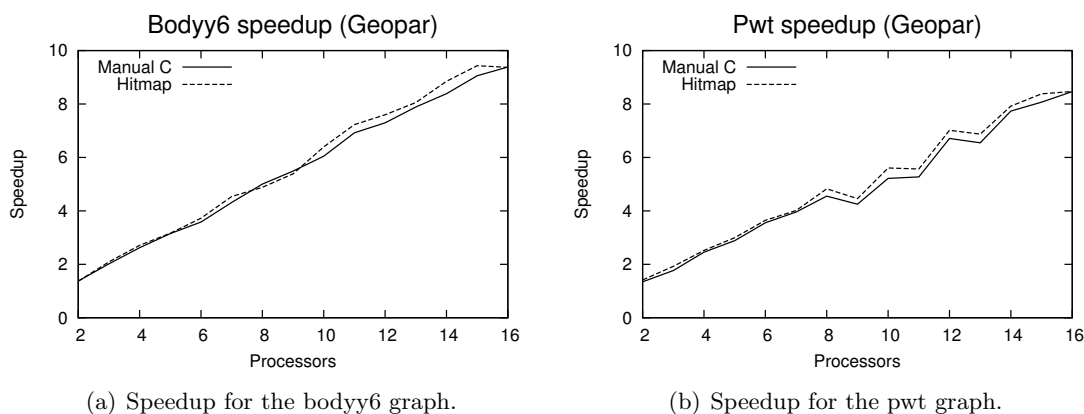 Bodyy6 speedup (Geopar)
10
8
6
4
2
0
Speedup
Manual C
Hitmap
2 4 6 8 10 12 14 16
Processors
(a) Speedup for the bodyy6 graph.
Pwt speedup (Geopar)
10
8
6
4
2
0
Speedup
Manual C
Hitmap
2 4 6 8 10 12 14 16
Processors
(b) Speedup for the pwt graph.